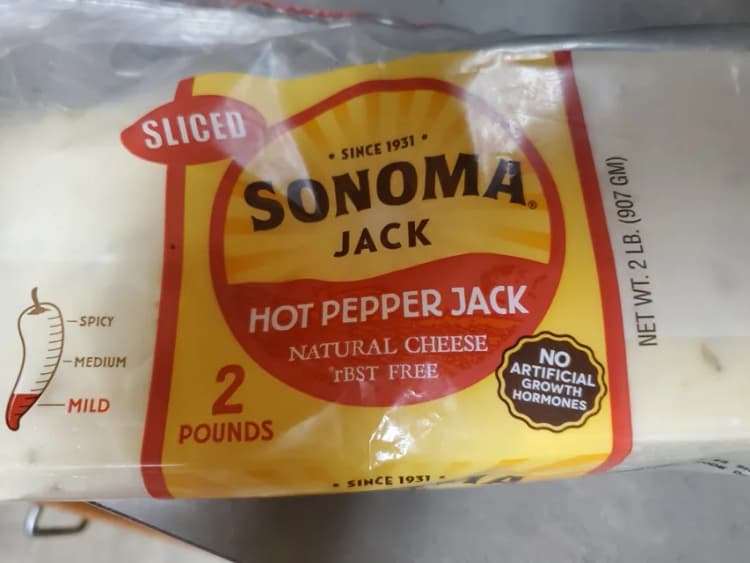 SLICED
• SINCE 1931 •
SONOMA®
JACK
HOT PEPPER JACK
NATURAL CHEESE
rBST FREE
2
POUNDS
NO
ARTIFICIAL
GROWTH
HORMONES
NET WT. 2 LB. (907 GM)
SPICY
MEDIUM
MILD
• SINCE 1931 •